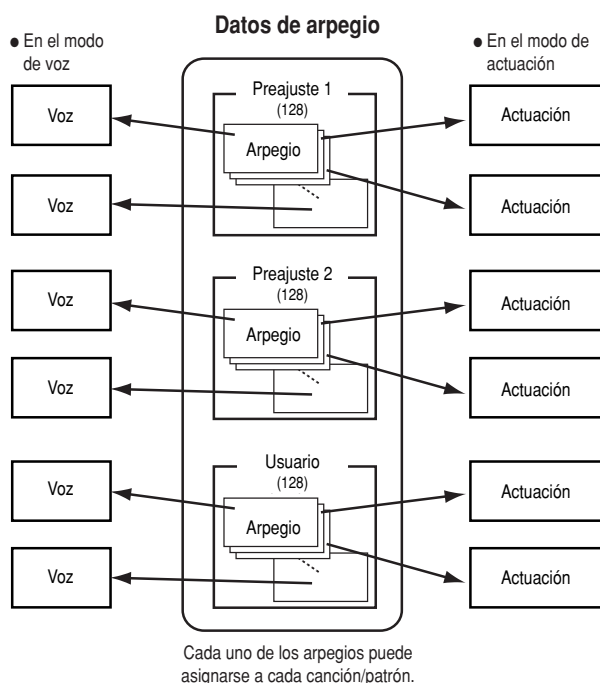 Datos de arpegio
● En el modo
de voz
● En el modo de
actuación
Preajuste 1
(128)
Voz
Arpegio
Actuación
Voz
Actuación
Preajuste 2
(128)
Voz
Arpegio
Actuación
Voz
Actuación
Usuario
(128)
Voz
Arpegio
Actuación
Voz
Actuación
Cada uno de los arpegios puede
asignarse a cada canción/patrón.